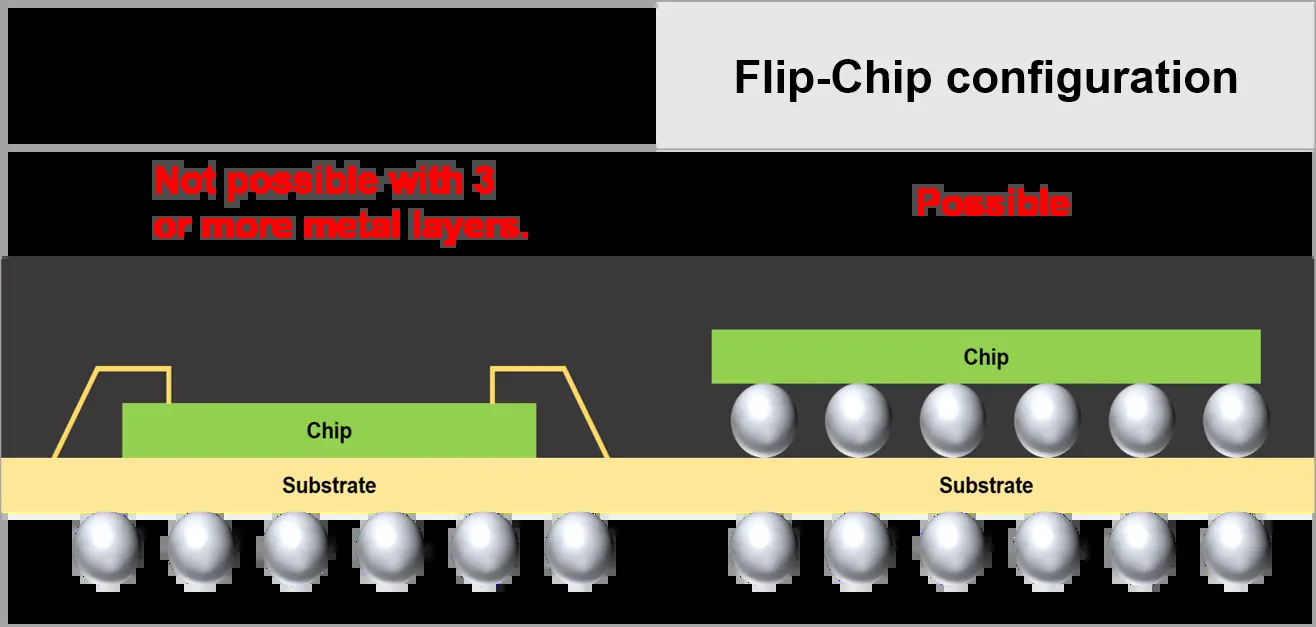 Flip-Chip configuration
Not possible with 3
or more metal layers.
Possible
Chip
Chip
Substrate
Substrate